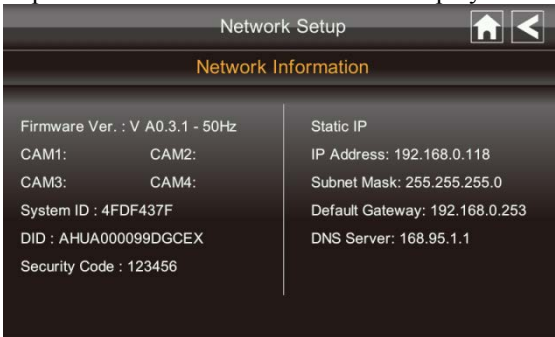 Network Setup
Network Information
Firmware Ver. : V A0.3.1 - 50Hz
CAM1: CAM2:
CAM3: CAM4:
System ID : 4FDF437F
DID : AHUA000099DGCEX
Security Code : 123456
Static IP
IP Address: 192.168.0.118
Subnet Mask: 255.255.255.0
Default Gateway: 192.168.0.253
DNS Server: 168.95.1.1